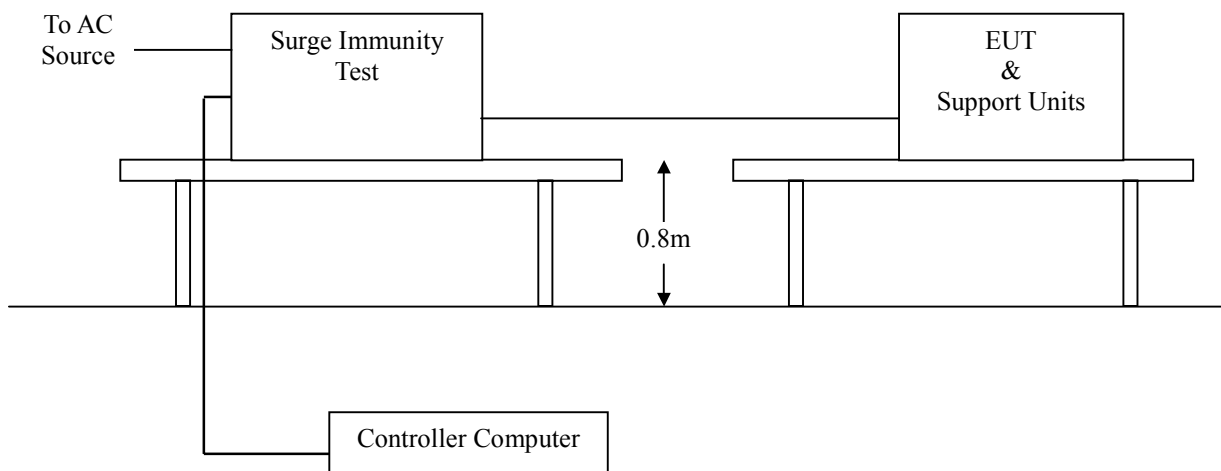 To AC
Source
Surge Immunity
Test
EUT
&
Support Units
0.8m
Controller Computer